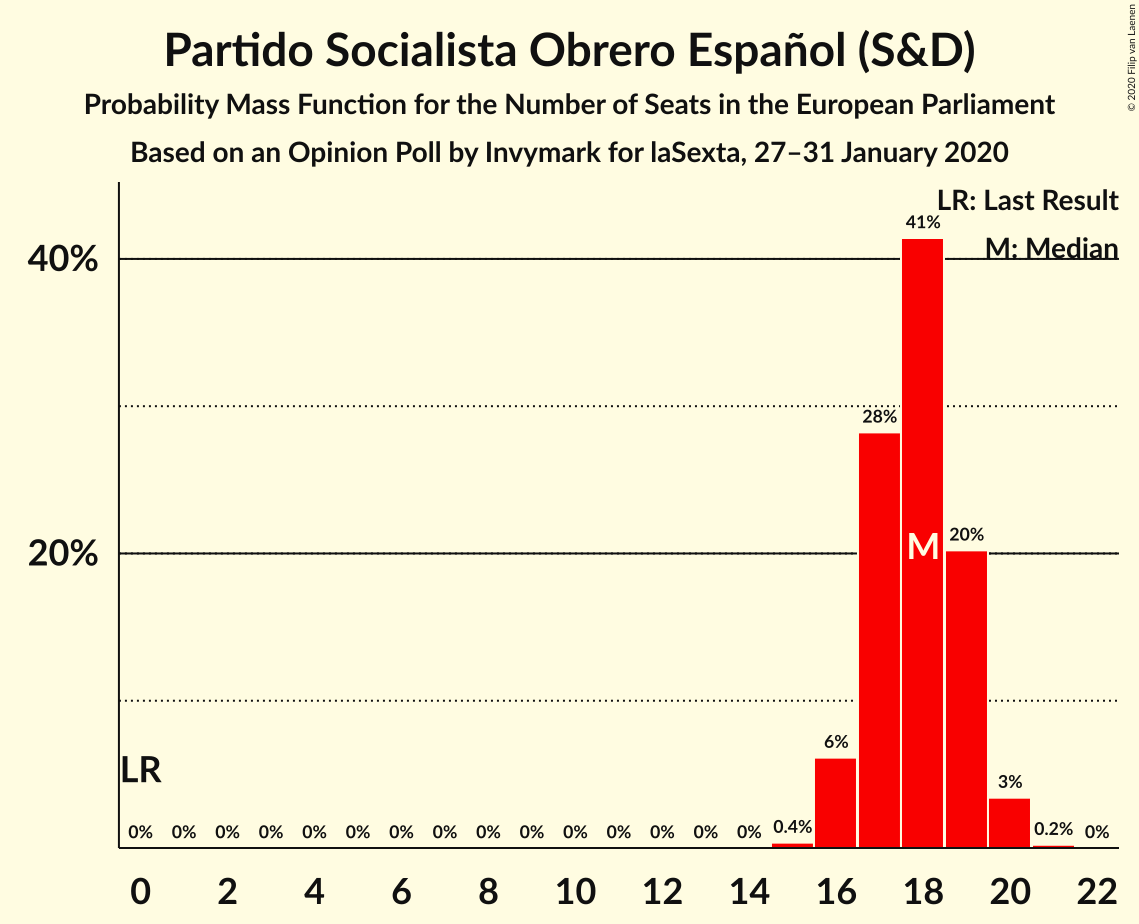 Partido Socialista Obrero Español (S&D)
Probability Mass Function for the Number of Seats in the European Parliament
Based on an Opinion Poll by Invymark for laSexta, 27–31 January 2020
© 2020 Filip van Laenen
LR: Last Result
M: Median
41%
40%
28%
20%
M
20%
6%
3%
LR
0% 0% 0% 0% 0% 0% 0% 0% 0% 0% 0% 0% 0% 0% 0% 0.4% 0.2% 0%
0 2 4 6 8 10 12 14 16 18 20 22